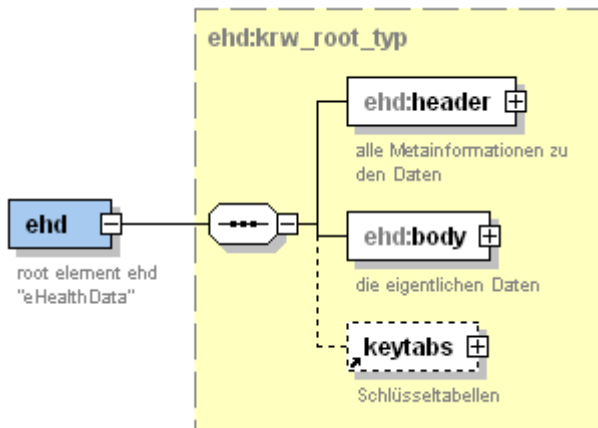 ehd:krw_root_typ
ehd:header
alle Metainformationen zu
den Daten
ehd
root element ehd
"eHealthData"
ehd:body
die eigentlichen Daten
keytabs
Schlüsseltabellen